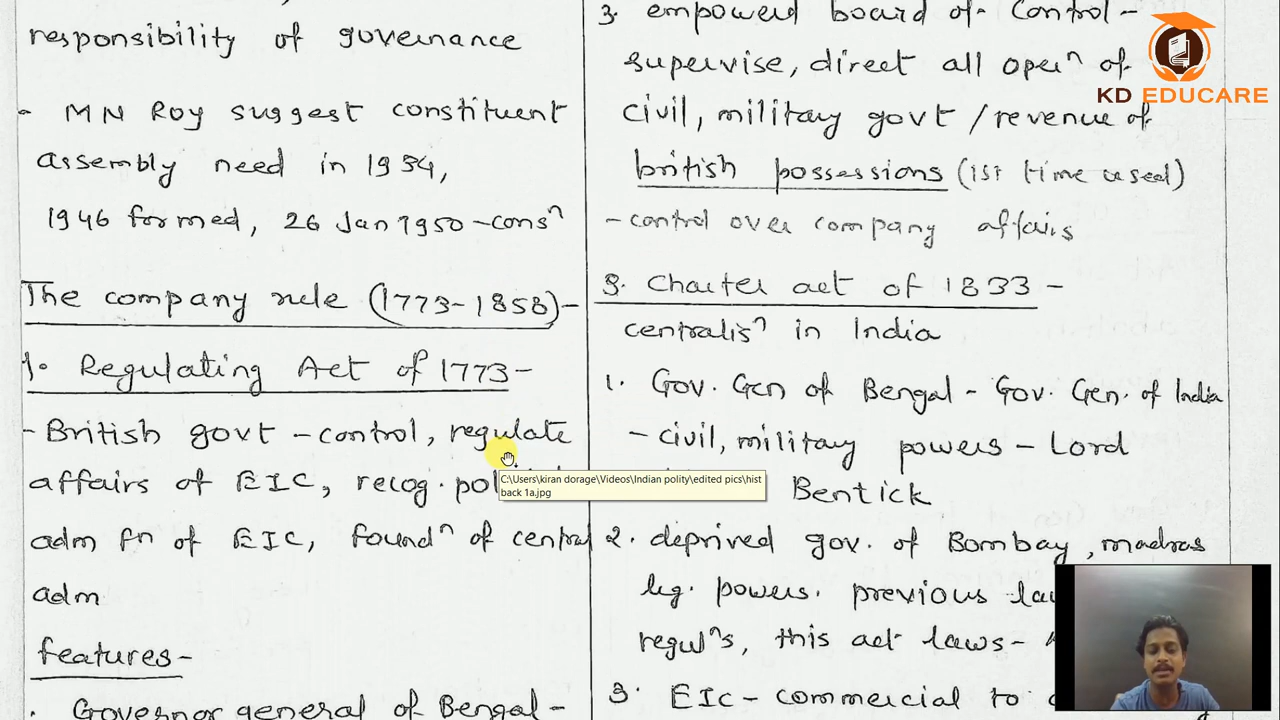 responsibility of governance
- MN Roy suggest constituent
assembly need in 1934,
1946 formed, 26 Jan 1950 - consⁿ
The company rule (1773-1858)-
1. Regulating Act of 1773-
- British govt - control, regulate
affairs of EIC, recog.
adm fn of EIC, foundⁿ of central
adm
features-
Governor general of Bengal-
3. empowerd board of control-
supervise, direct all operⁿ of
civil, military govt / revenue of
british possessions (1st time used)
- control over company affairs
3. Charter act of 1833 -
centralisⁿ in India
1. Gov. Gen of Bengal - Gov. Gen. of India
- civil, military powers - Lord
Bentick
2. deprived gov. of Bombay, madras
leg. powers. previous
regulⁿs, this act laws-
3. EIC - commercial to
KD EDUCARE
C:\Users\kiran dorage\Videos\Indian polity\edited pics\hist
back 1a.jpg